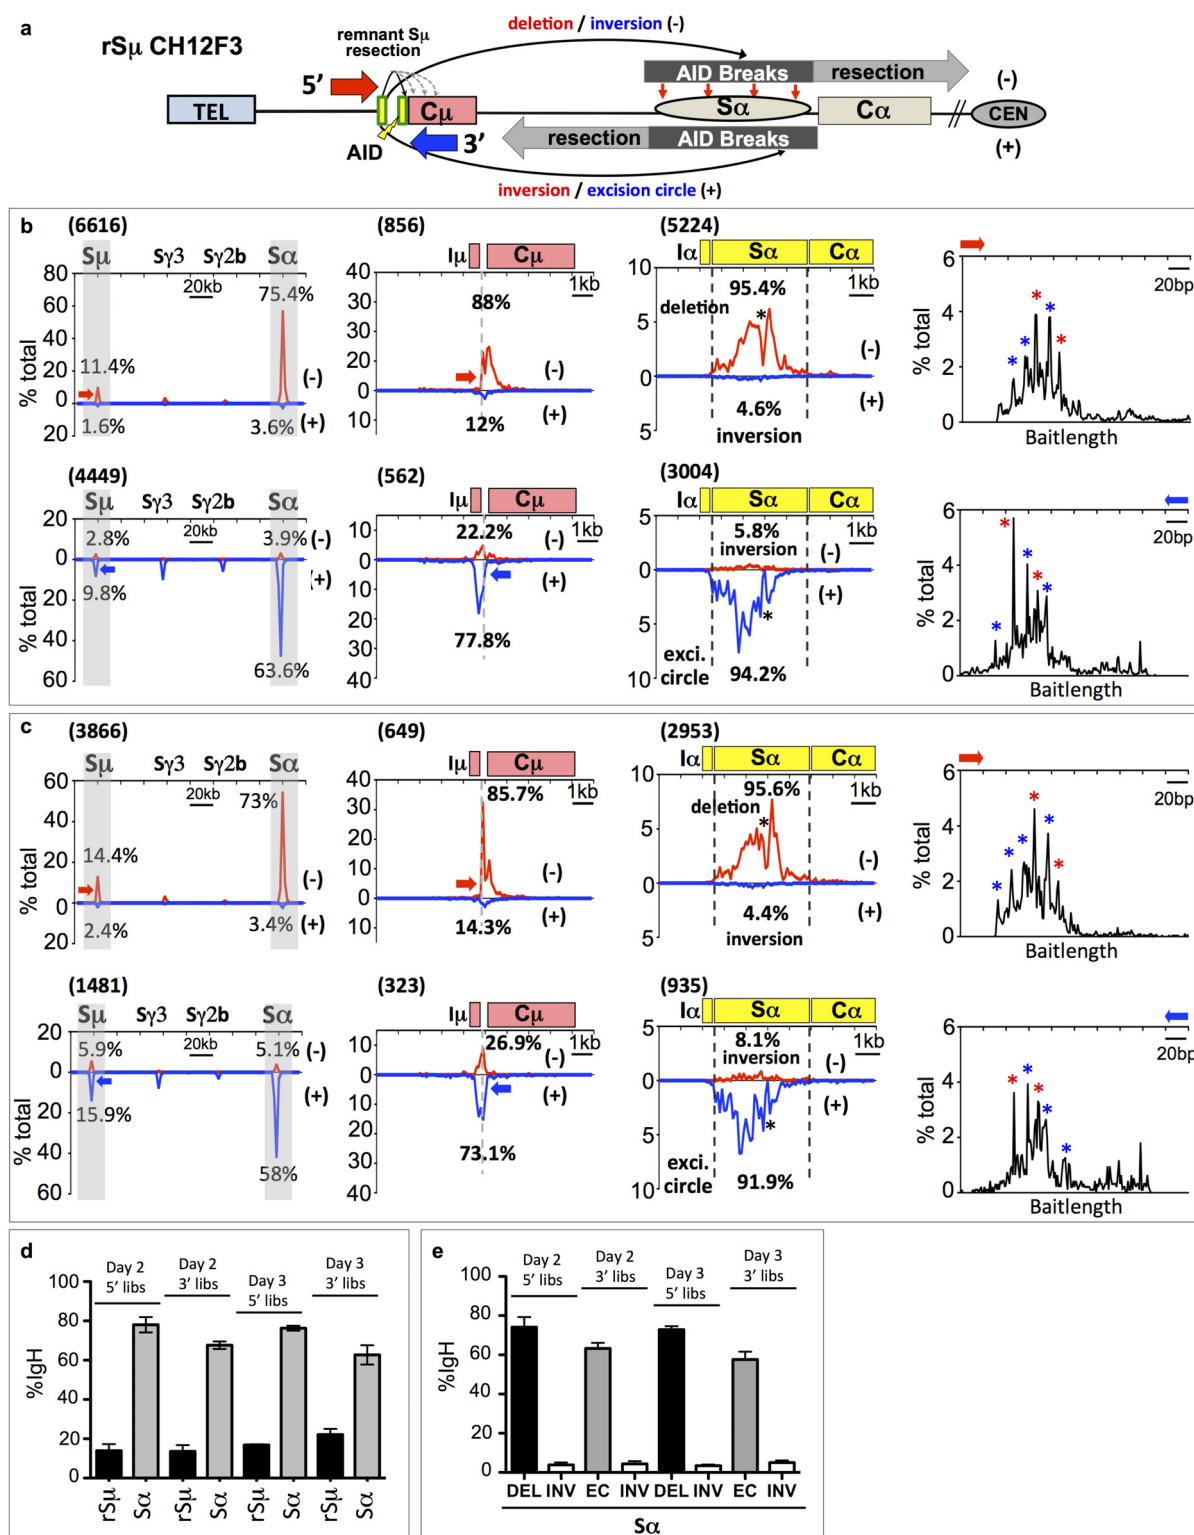 a
rSμ CH12F3
remnant Sμ
resection
deletion / inversion (-)
5’
AID Breaks
resection
(-)
TEL
Cμ
Sα
Cα
CEN
AID
3’
resection
AID Breaks
(+)
inversion / excision circle (+)
b
(6616)
Sμ Sγ3 Sγ2b Sα
20kb
80
60
40
20
0
20
% total
75.4%
11.4%
(-)
1.6%
3.6%
(+)
(856)
Iμ Cμ
1kb
40
30
20
10
0
10
88%
(-)
(+)
12%
(5224)
Iα Sα Cα
1kb
10
5
0
5
95.4%
deletion
*
(-)
4.6%
(+)
inversion
6
4
2
0
% total
20bp
* * * * * *
Baitlength
(4449)
Sμ Sγ3 Sγ2b Sα
20kb
20
0
20
40
60
% total
2.8%
3.9%
(-)
(+)
9.8%
63.6%
(562)
Iμ Cμ
1kb
10
0
10
20
30
40
22.2%
(-)
(+)
77.8%
(3004)
Iα Sα Cα
1kb
5
0
5
10
5.8%
inversion
(-)
(+)
*
exci.
circle
94.2%
6
4
2
0
% total
20bp
* * * * *
Baitlength
c
(3866)
Sμ Sγ3 Sγ2b Sα
20kb
60
40
20
0
20
% total
73%
14.4%
(-)
2.4%
3.4%
(+)
(649)
Iμ Cμ
1kb
40
30
20
10
0
10
85.7%
(-)
(+)
14.3%
(2953)
Iα Sα Cα
1kb
10
5
0
5
95.6%
deletion
*
(-)
4.4%
(+)
inversion
6
4
2
0
% total
20bp
* * * * * *
Baitlength
(1481)
Sμ Sγ3 Sγ2b Sα
20kb
20
0
20
40
60
% total
5.9%
5.1%
(-)
(+)
15.9%
58%
(323)
Iμ Cμ
1kb
10
0
10
20
30
40
26.9%
(-)
(+)
73.1%
(935)
Iα Sα Cα
1kb
5
0
5
10
8.1%
inversion
(-)
(+)
*
exci.
circle
91.9%
6
4
2
0
% total
20bp
* * * * *
Baitlength
d
Day 2
5’ libs
Day 2
3’ libs
Day 3
5’ libs
Day 3
3’ libs
100
80
60
40
20
0
%IgH
rSμ Sα rSμ Sα rSμ Sα rSμ Sα
e
Day 2
5’ libs
Day 2
3’ libs
Day 3
5’ libs
Day 3
3’ libs
100
80
60
40
20
0
%IgH
DEL INV EC INV DEL INV EC INV
Sα